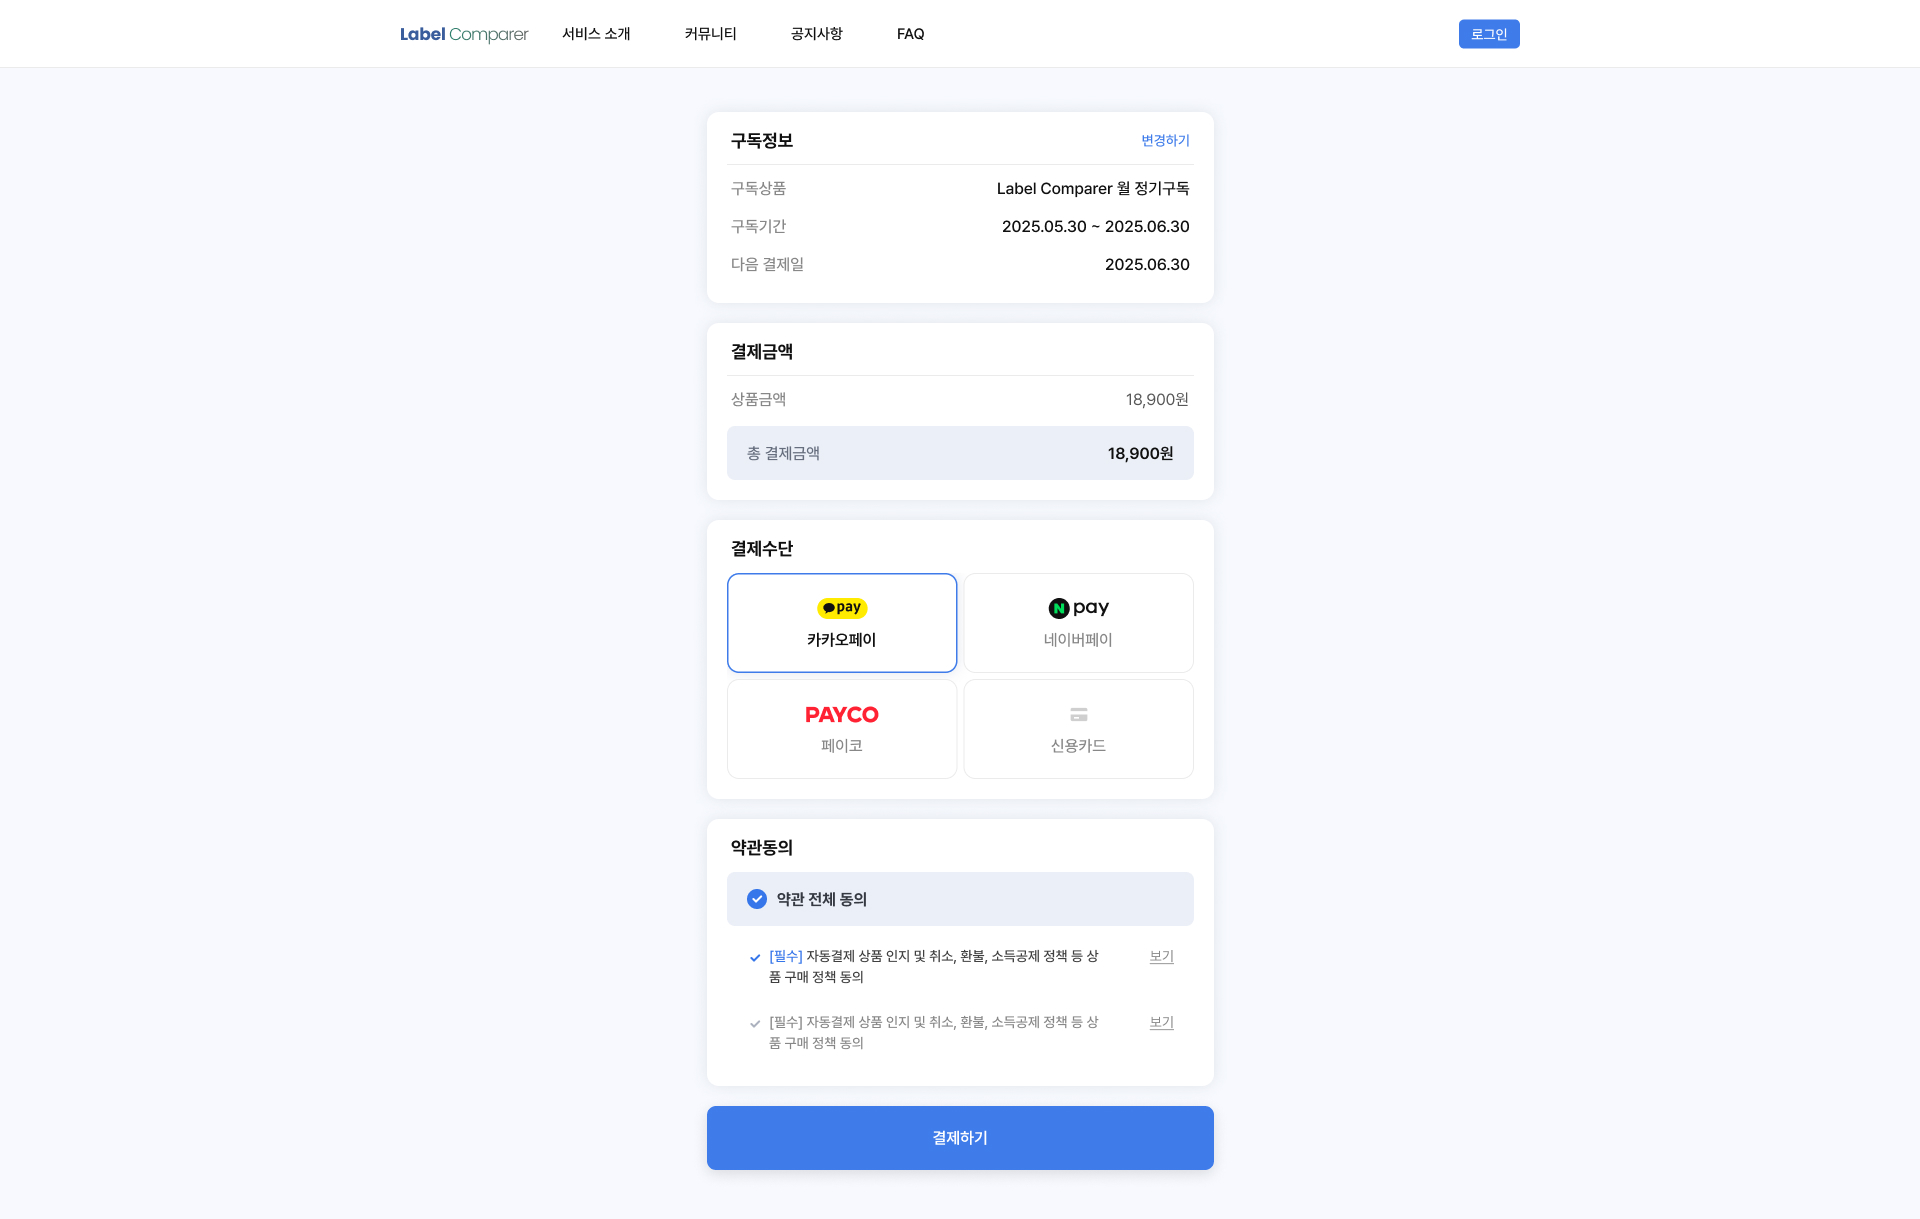 Label Comparer 서비스 소개 커뮤니티 공지사항 FAQ 로그인
구독정보 변경하기
구독상품 Label Comparer 월 정기구독
구독기간 2025.05.30 ~ 2025.06.30
다음 결제일 2025.06.30
결제금액
상품금액 18,900원
총 결제금액 18,900원
결제수단
pay
카카오페이
N pay
네이버페이
PAYCO
페이코
신용카드
약관동의
약관 전체 동의
[필수] 자동결제 상품 인지 및 취소, 환불, 소득공제 정책 등 상 보기
품 구매 정책 동의
[필수] 자동결제 상품 인지 및 취소, 환불, 소득공제 정책 등 상 보기
품 구매 정책 동의
결제하기